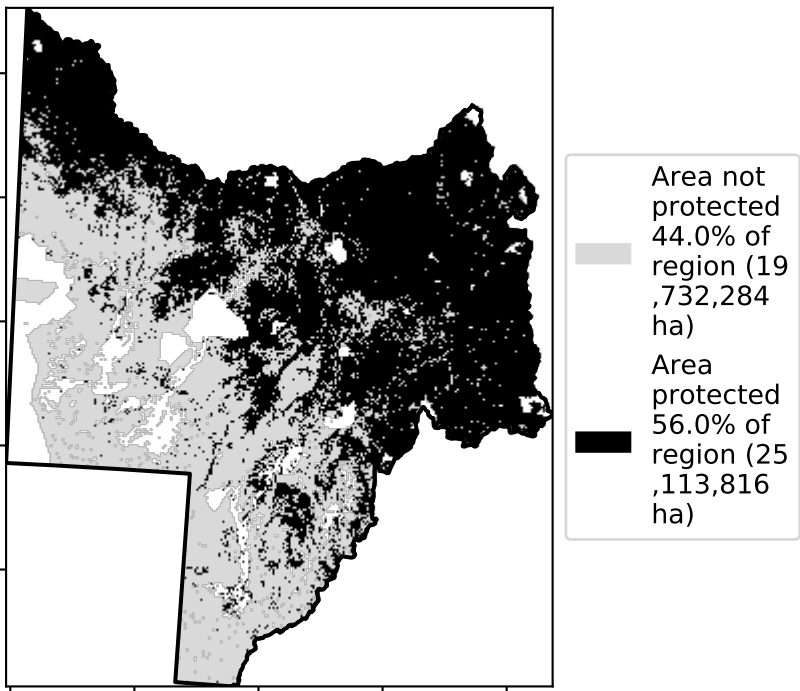 Area not
protected
44.0% of
region (19
,732,284
ha)
Area
protected
56.0% of
region (25
,113,816
ha)